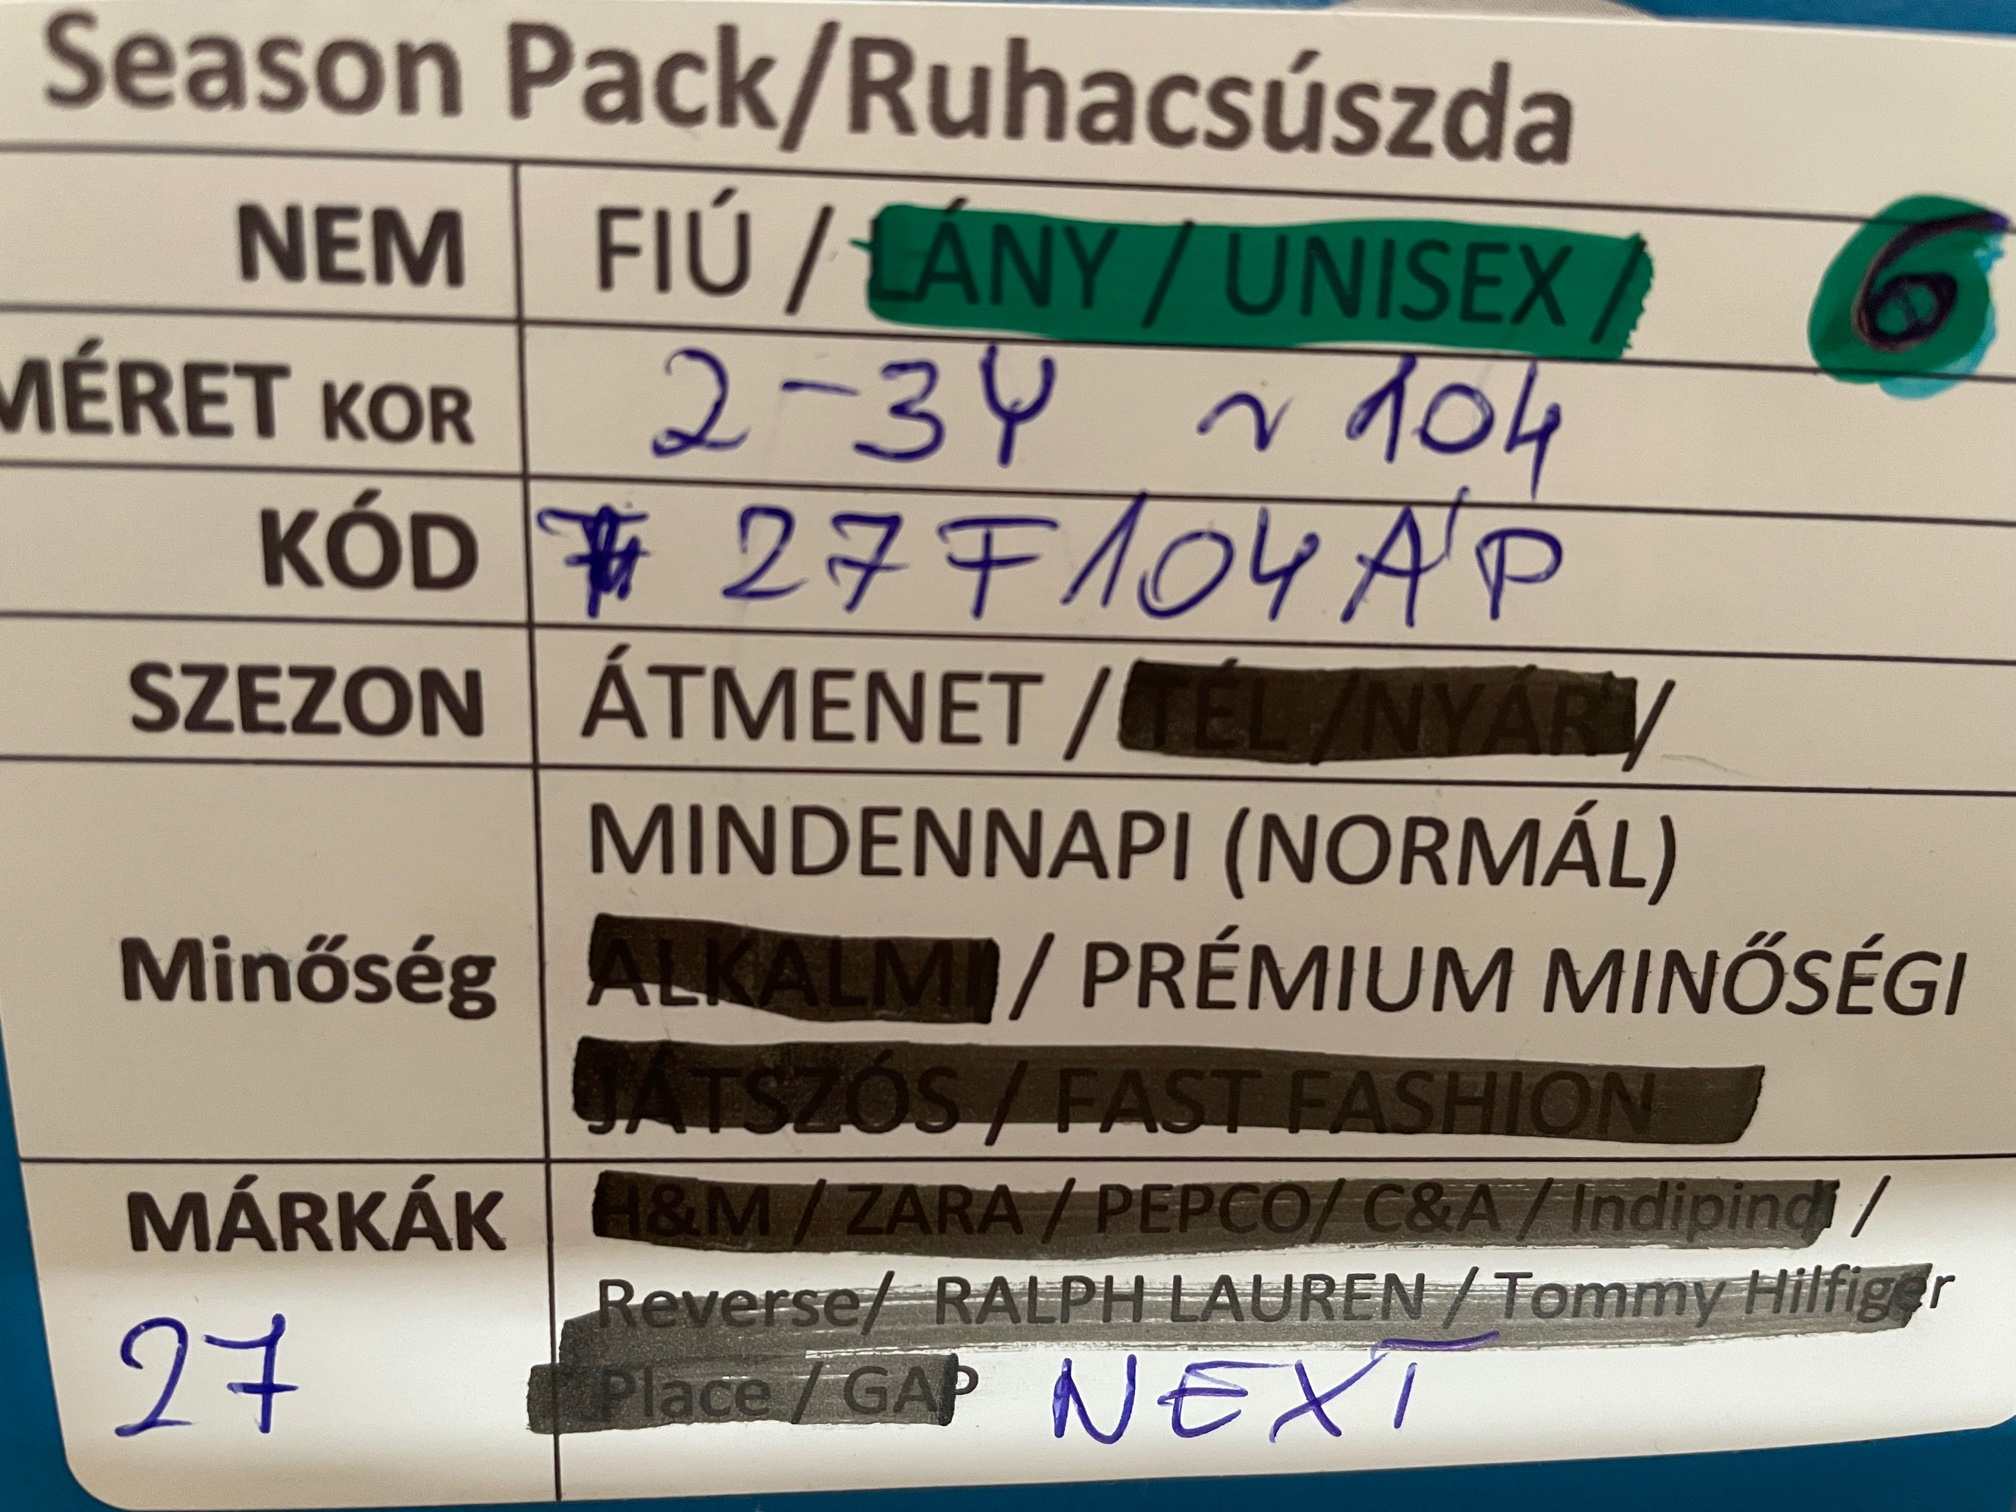 Season Pack/Ruhacsúszda
NEM FIÚ / LÁNY / UNISEX / 6
MÉRET KOR 2-3Y ~ 104
KÓD 27F104ÁP
SZEZON ÁTMENET / TÉL /NYÁR /
MINDENNAPI (NORMÁL)
Minőség ALKALMI / PRÉMIUM MINŐSÉGI
JÁTSZÓS / FAST FASHION
MÁRKÁK H&M / ZARA / PEPCO/ C&A / Indipindi /
Reverse/ RALPH LAUREN / Tommy Hilfiger
27 Place / GAP NEXT